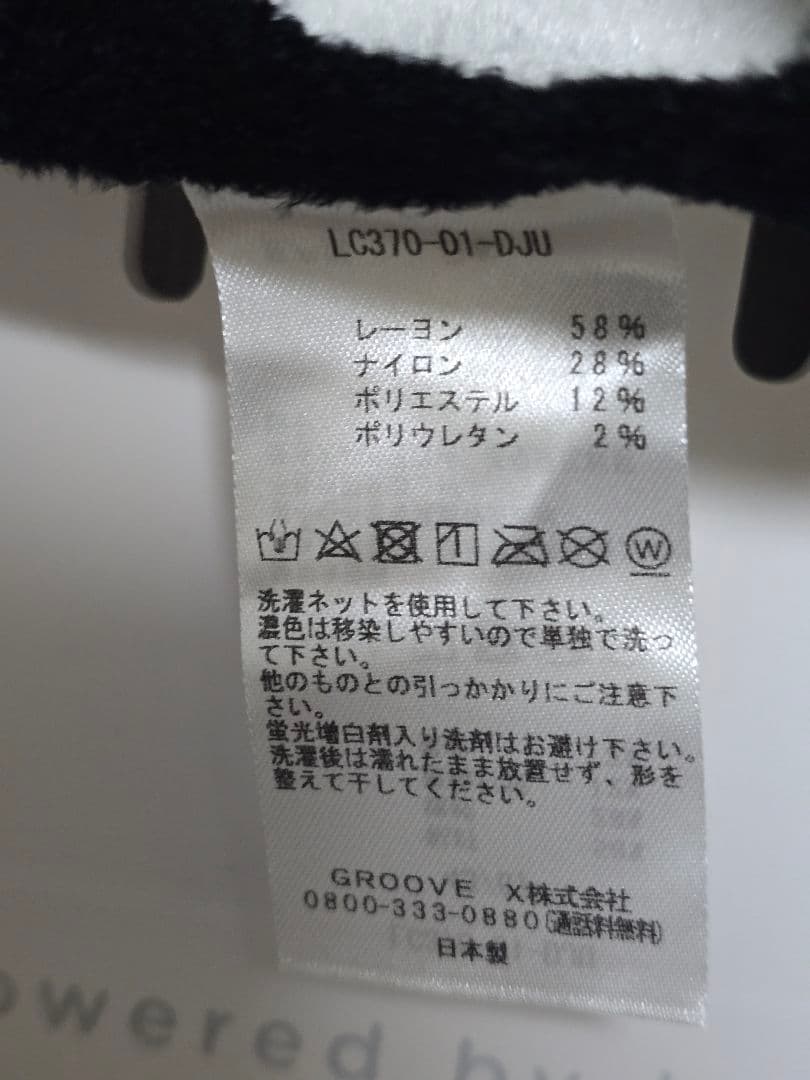 LC370-01-DJU
レーヨン 58%
ナイロン 28%
ポリエステル 12%
ポリウレタン 2%
W
洗濯ネットを使用して下さい。
濃色は移染しやすいので単独で洗っ
て下さい。
他のものとの引っかかりにご注意下
さい。
蛍光増白剤入り洗剤はお避け下さい。
洗濯後は濡れたまま放置せず、形を
整えて干してください。
GROOVE X株式会社
0800-333-0880(通話料無料)
日本製
owered by